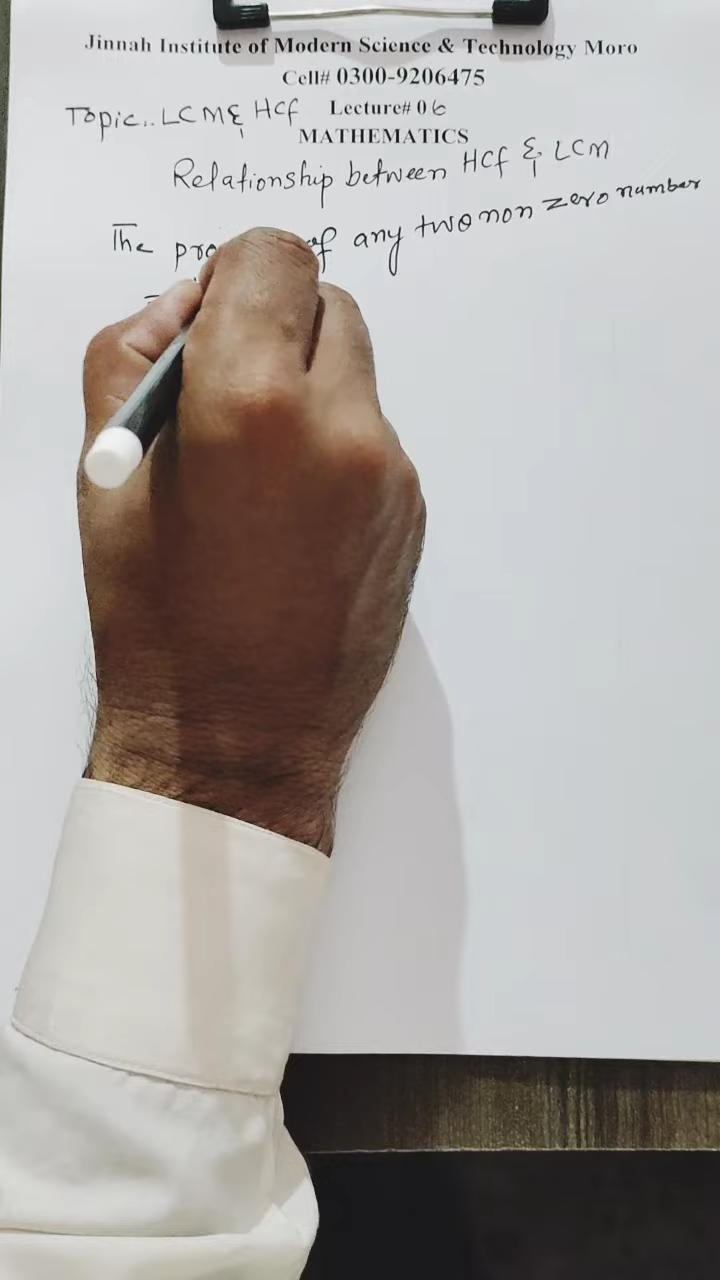 Jinnah Institute of Modern Science & Technology Moro
Cell# 0300-9206475
Topic.. LCM & HCf Lecture# 06
MATHEMATICS
Relationship between HCf & LCM
The of any two non zero number